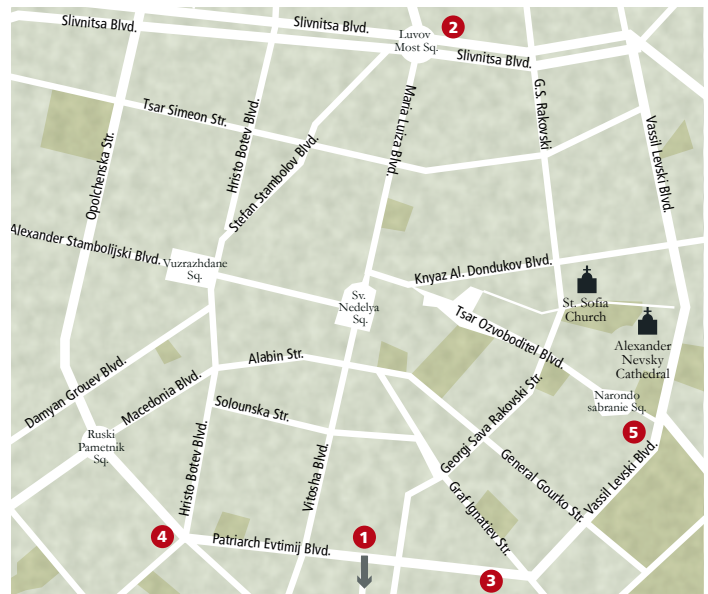 Slivnitsa Blvd.
Slivnitsa Blvd.
2
Luvov
Most Sq.
Slivnitsa Blvd.
Tsar Simeon Str.
Hristo Botev Blvd.
Stefan Stambolov Blvd.
Maria Luiza Blvd.
G.S. Rakovski
Vassil Levski Blvd.
Opolchenska Str.
Alexander Stambolijski Blvd.
Vuzrazhdane
Sq.
Knyaz Al. Dondukov Blvd.
Sv.
Nedelya
Sq.
St. Sofia
Church
Tsar Ozvoboditel Blvd.
Alexander
Nevsky
Cathedral
Alabin Str.
Damyan Grouev Blvd.
Macedonia Blvd.
Solounska Str.
Georgi Sava Rakovski Str.
Narondo
sabranie Sq.
5
Ruski
Pametnik
Sq.
Hristo Botev Blvd.
Vitosha Blvd.
General Gourko Str.
Graf Ignatiev Str.
Vassil Levski Blvd.
4
Patriarch Evtimij Blvd.
1
3